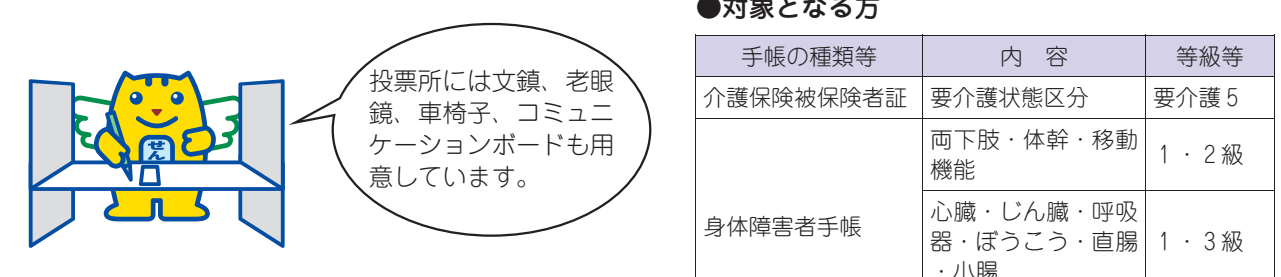 投票所には文鎮、老眼
鏡、車椅子、コミュニ
ケーションボードも用
意しています。
せん
●対象となる方
手帳の種類等 内　容 等級等
介護保険被保険者証 要介護状態区分 要介護５
身体障害者手帳
両下肢・体幹・移動
機能
１・２級
心臓・じん臓・呼吸
器・ぼうこう・直腸
・小腸
１・３級